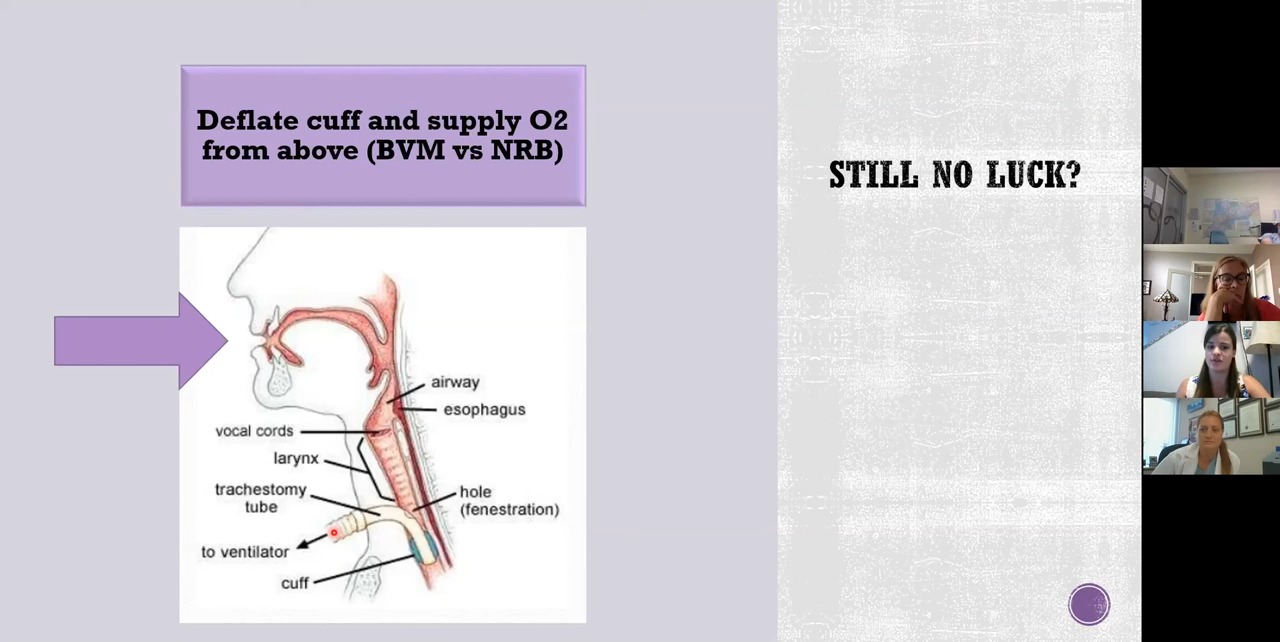 Deflate cuff and supply O2
from above (BVM vs NRB)
STILL NO LUCK?
airway
esophagus
vocal cords
larynx
trachestomy
tube
hole
(fenestration)
to ventilator
cuff